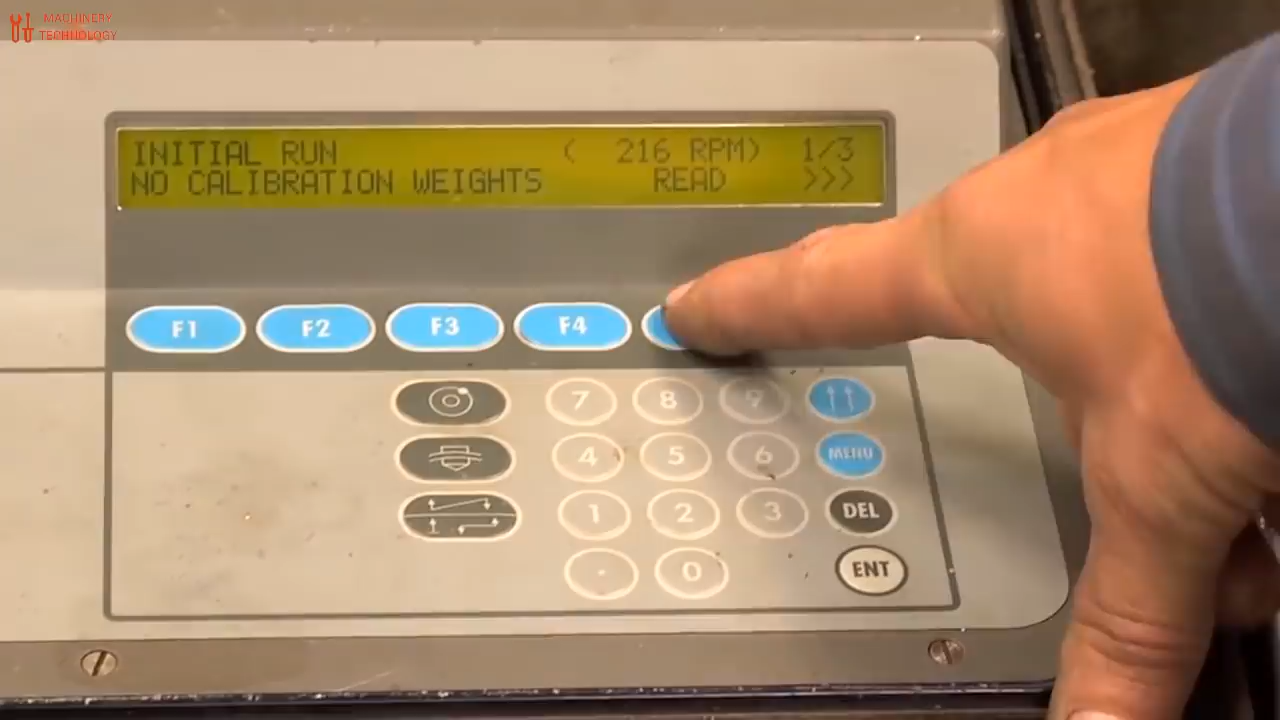 MACHINERY
TECHNOLOGY
INITIAL RUN ( 216 RPM) 1/3
NO CALIBRATION WEIGHTS READ >>>
F1 F2 F3 F4
7 8 9
4 5 6 MENU
1 2 3 DEL
. 0 ENT